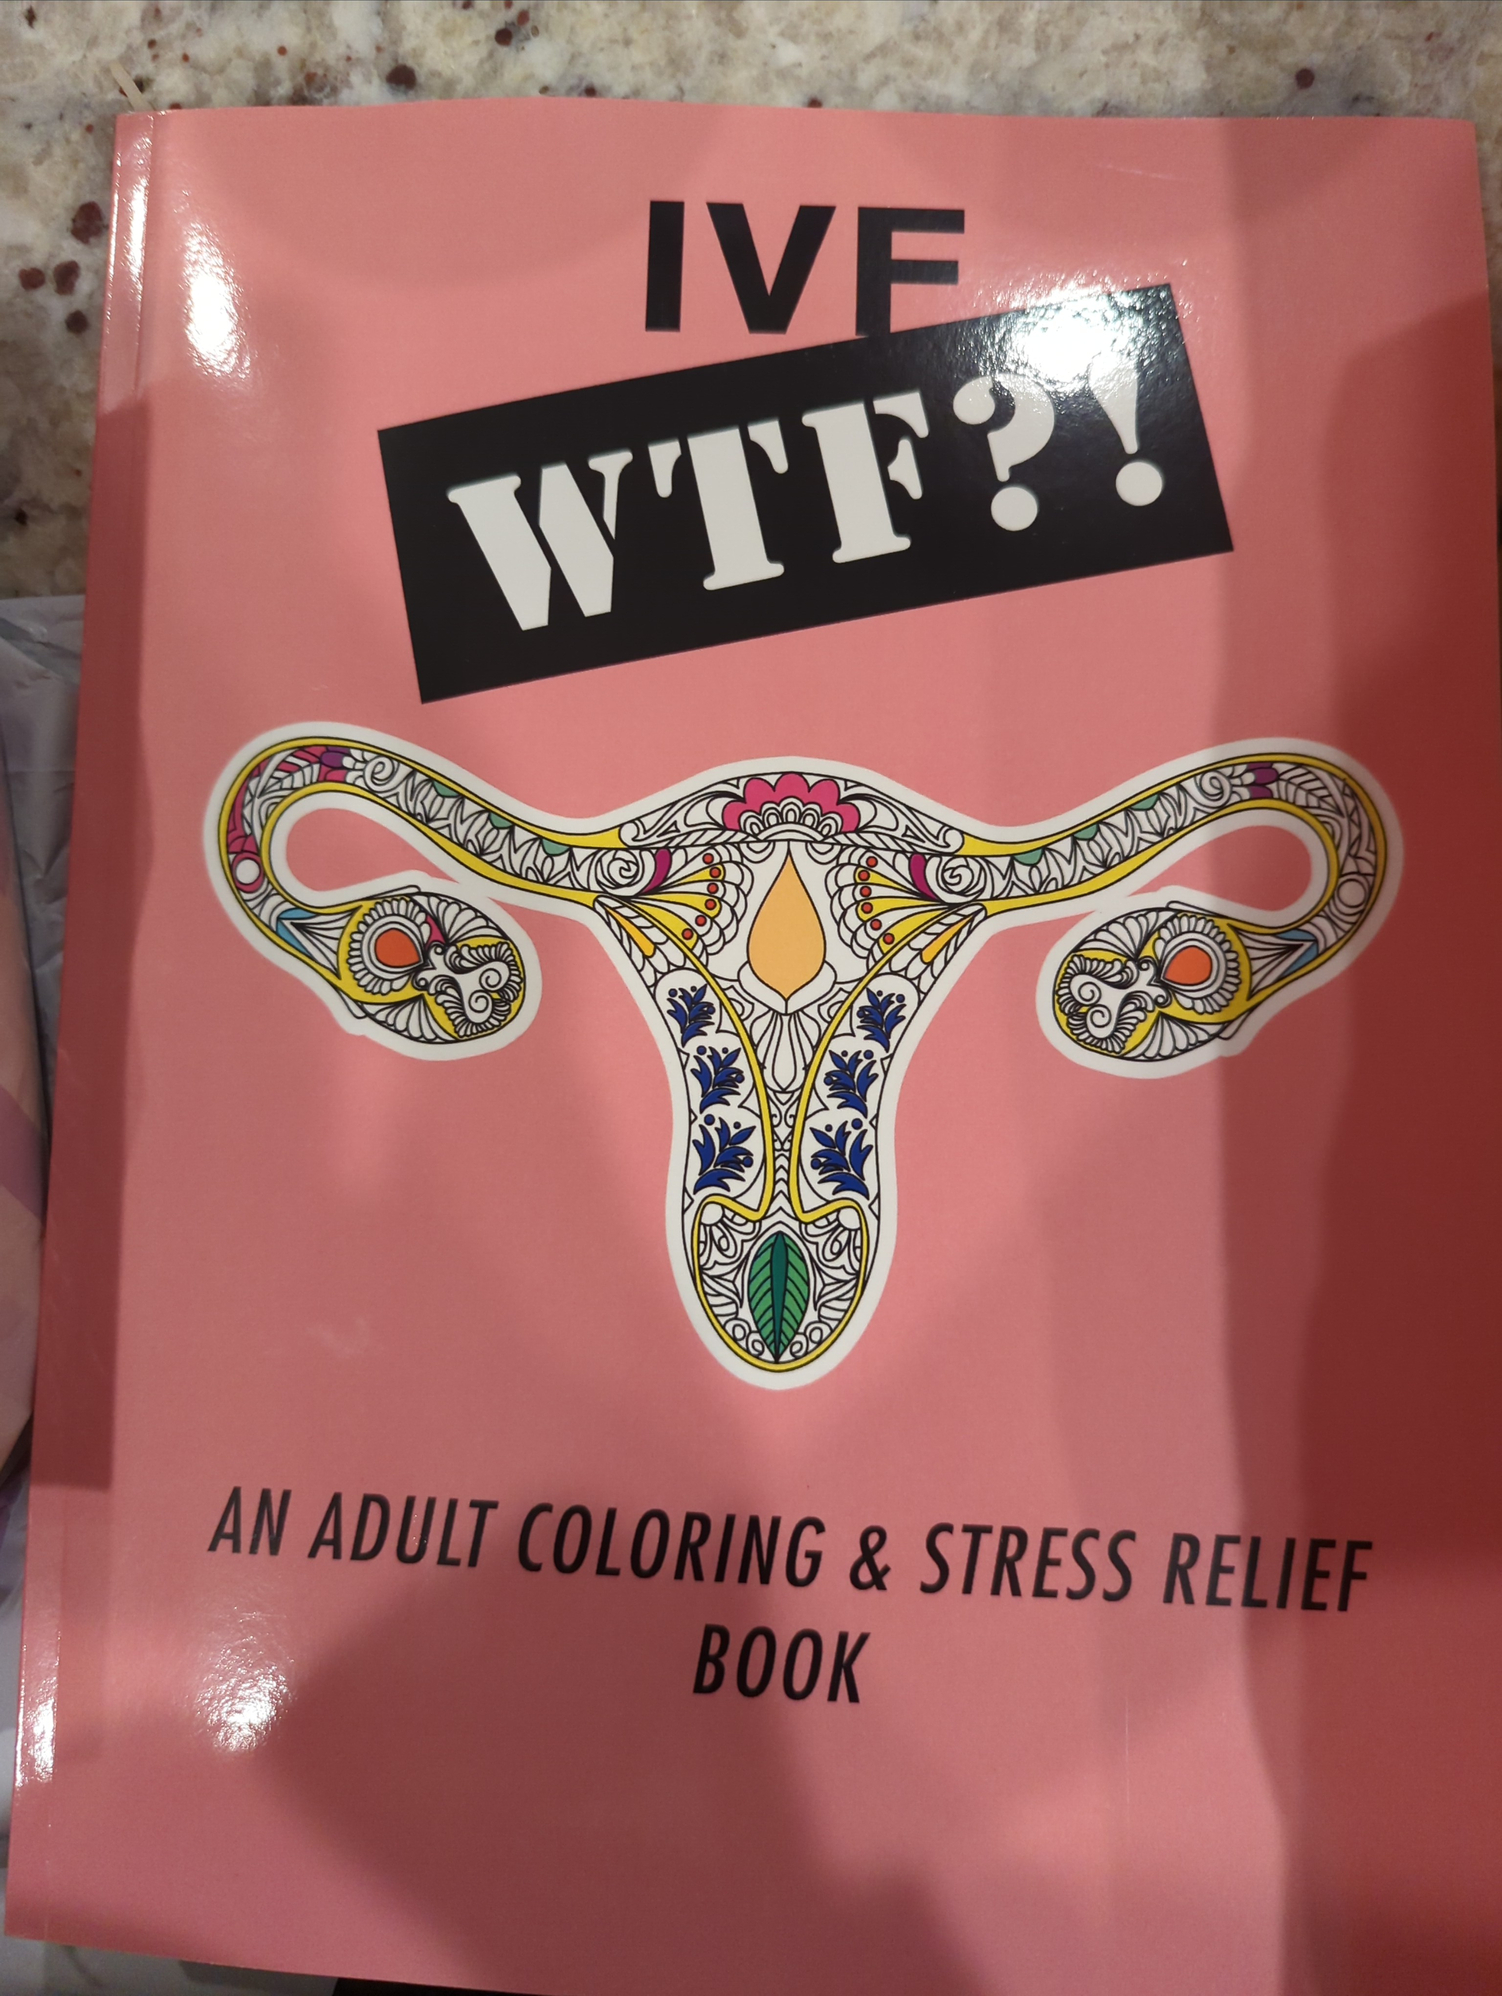 IVF
WTF?!
AN ADULT COLORING & STRESS RELIEF
BOOK